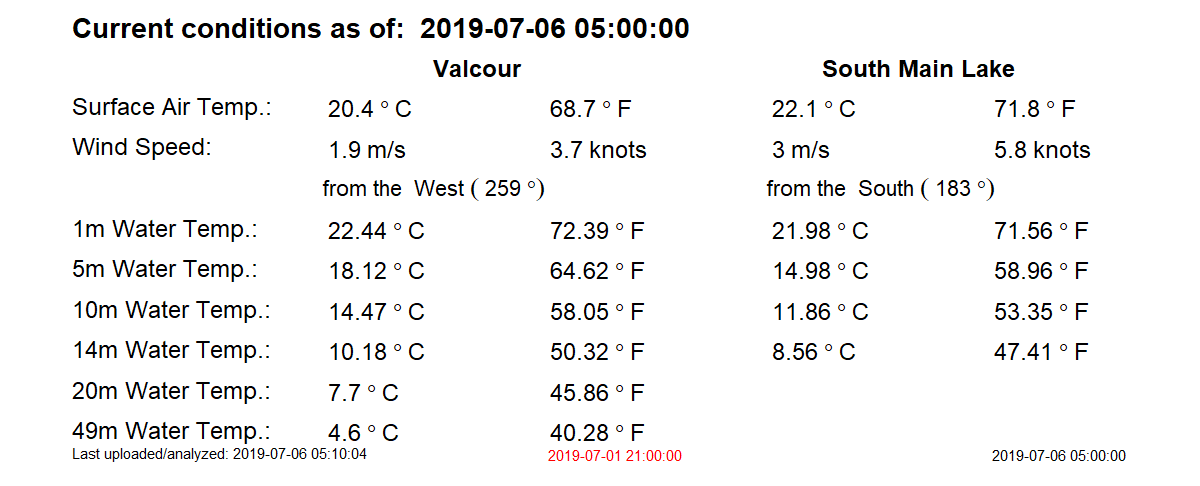 Current conditions as of: 2019-07-06 05:00:00
Valcour South Main Lake
Surface Air Temp.: 20.4 ° C 68.7 ° F 22.1 ° C 71.8 ° F
Wind Speed: 1.9 m/s 3.7 knots 3 m/s 5.8 knots
from the West ( 259 °) from the South ( 183 °)
1m Water Temp.: 22.44 ° C 72.39 ° F 21.98 ° C 71.56 ° F
5m Water Temp.: 18.12 ° C 64.62 ° F 14.98 ° C 58.96 ° F
10m Water Temp.: 14.47 ° C 58.05 ° F 11.86 ° C 53.35 ° F
14m Water Temp.: 10.18 ° C 50.32 ° F 8.56 ° C 47.41 ° F
20m Water Temp.: 7.7 ° C 45.86 ° F
49m Water Temp.: 4.6 ° C 40.28 ° F
Last uploaded/analyzed: 2019-07-06 05:10:04 2019-07-01 21:00:00 2019-07-06 05:00:00